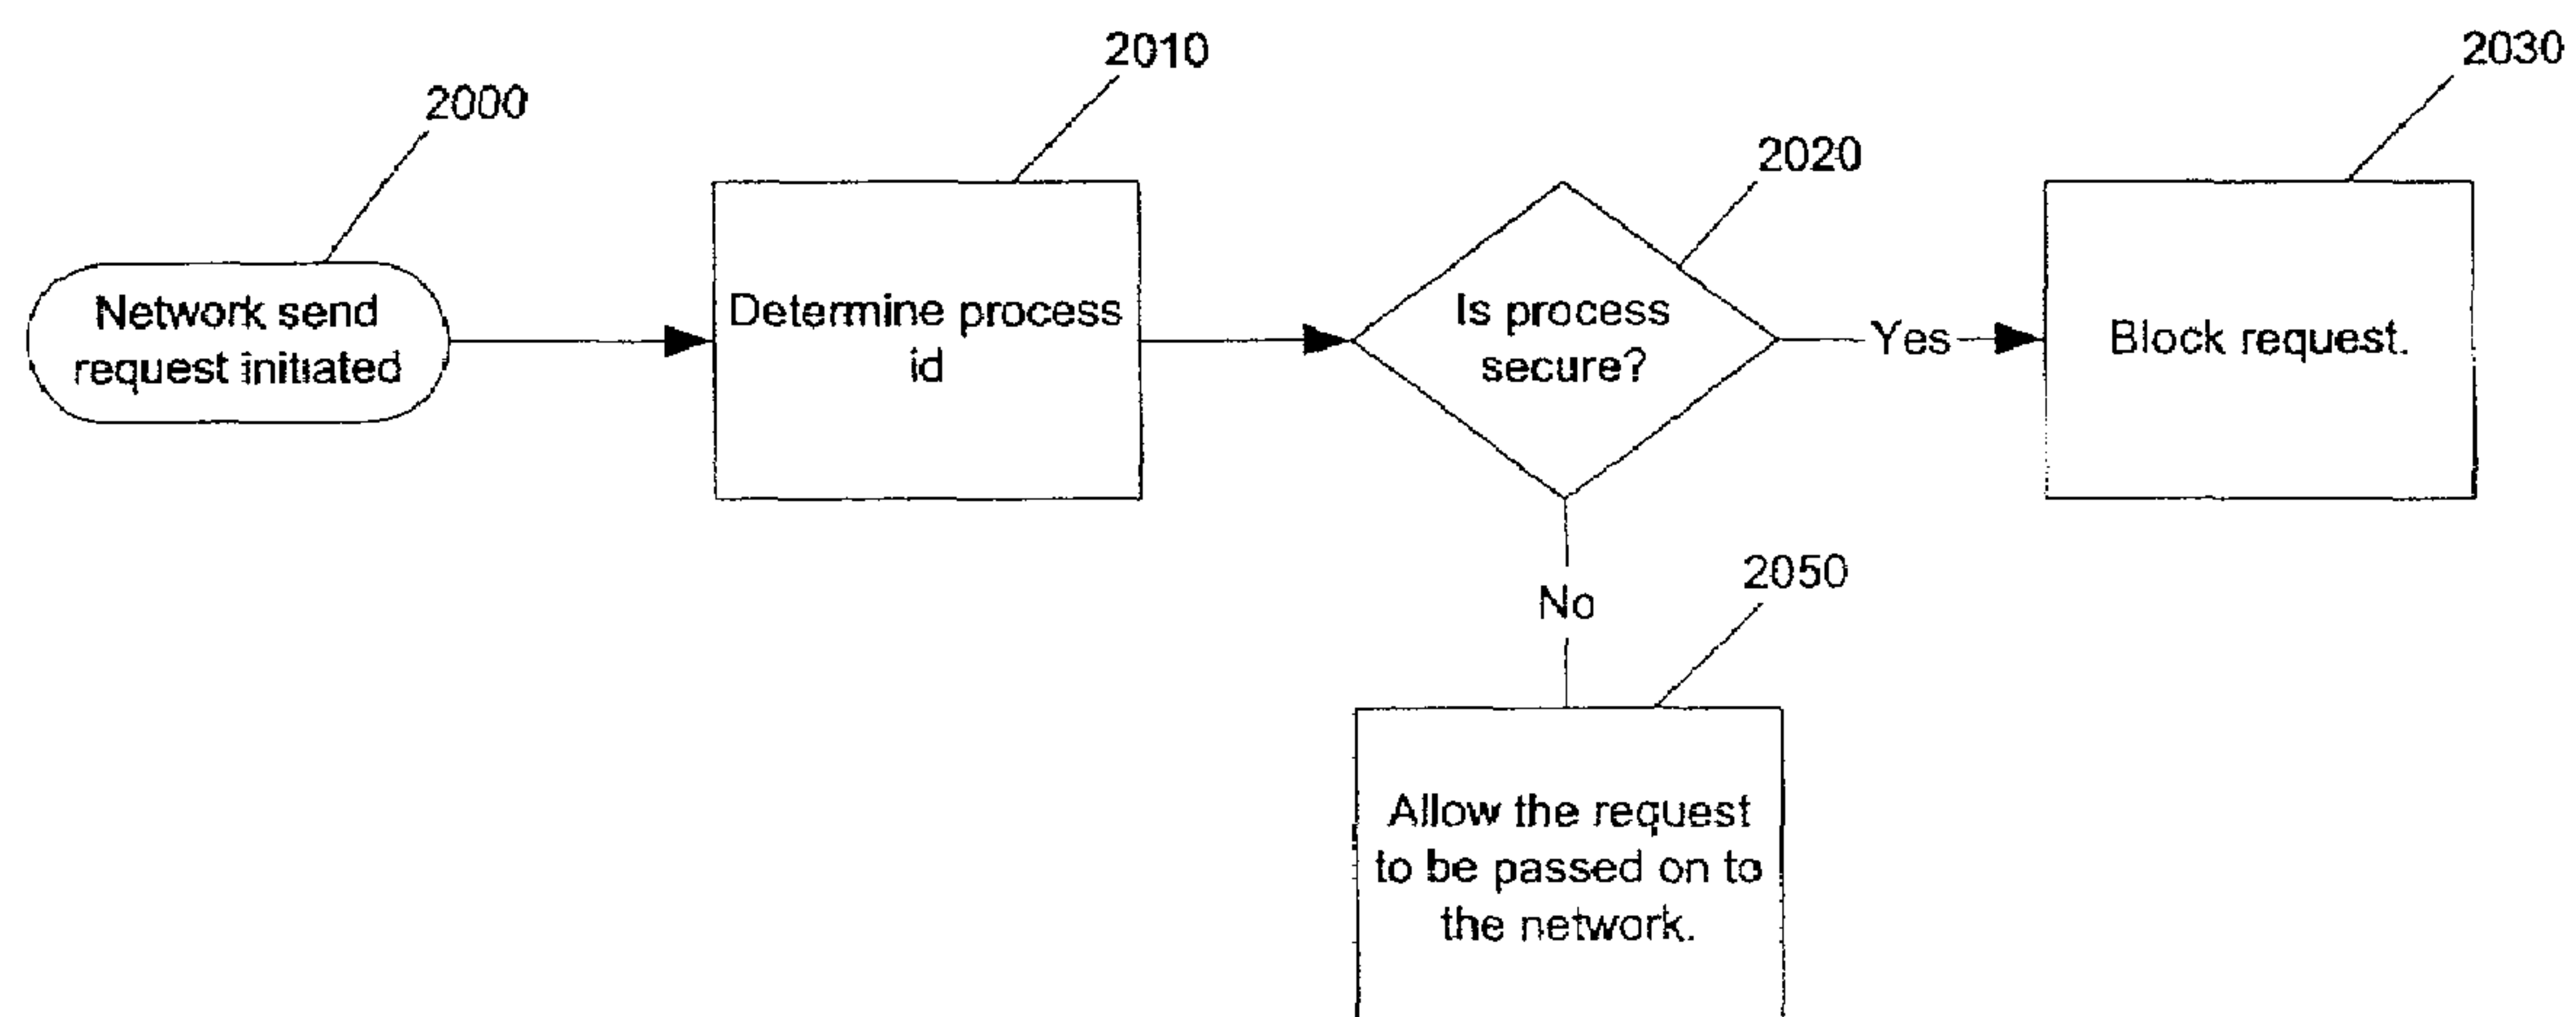 2010
2030
2000
2020
Network send
request initiated
Determine process
id
Is process
secure?
Yes
Block request.
No
2050
Allow the request
to be passed on to
the network.